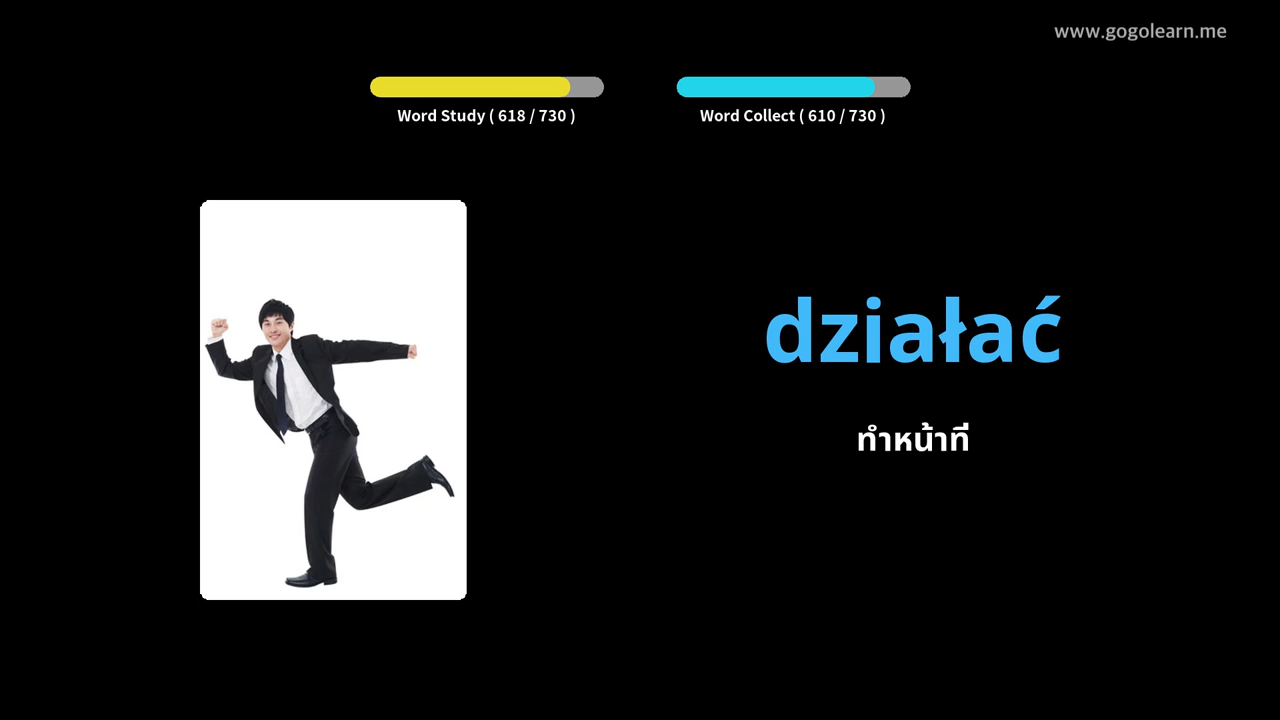 www.gogolearn.me
Word Study ( 618 / 730 )
Word Collect ( 610 / 730 )
działać
ทำหน้าที่